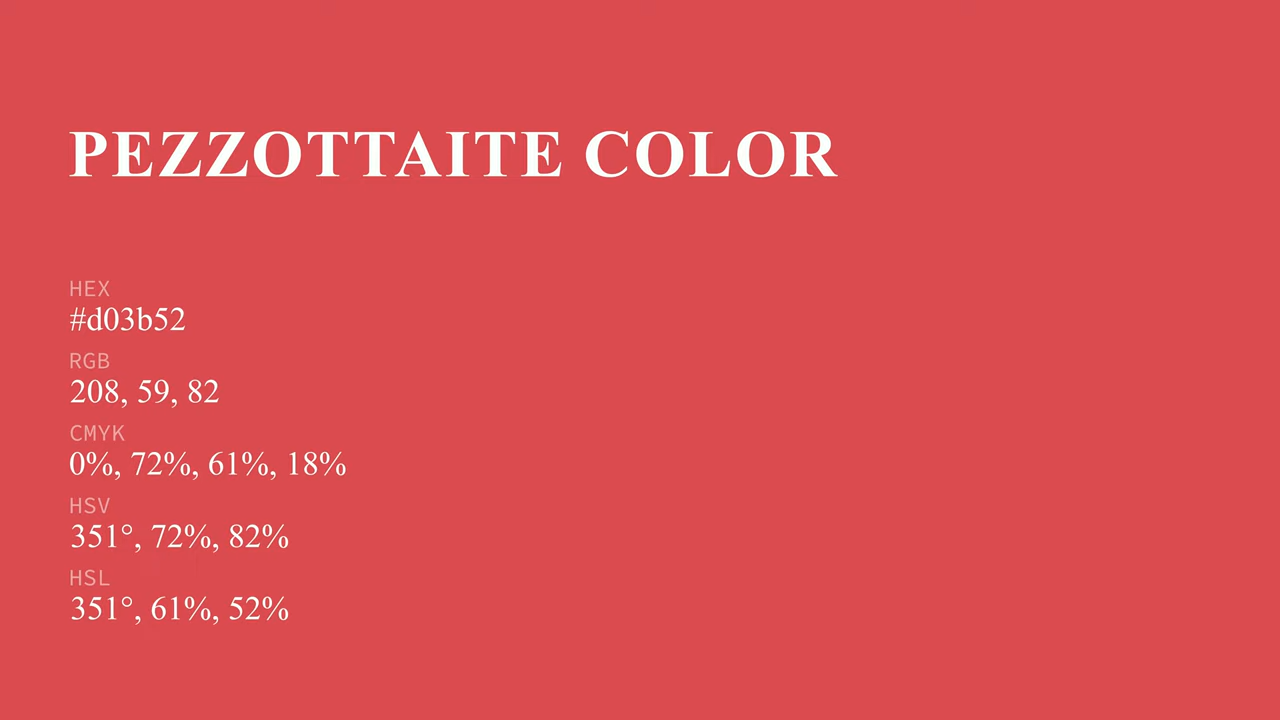 PEZZOTTAITE COLOR
HEX
#d03b52
RGB
208, 59, 82
CMYK
0%, 72%, 61%, 18%
HSV
351°, 72%, 82%
HSL
351°, 61%, 52%